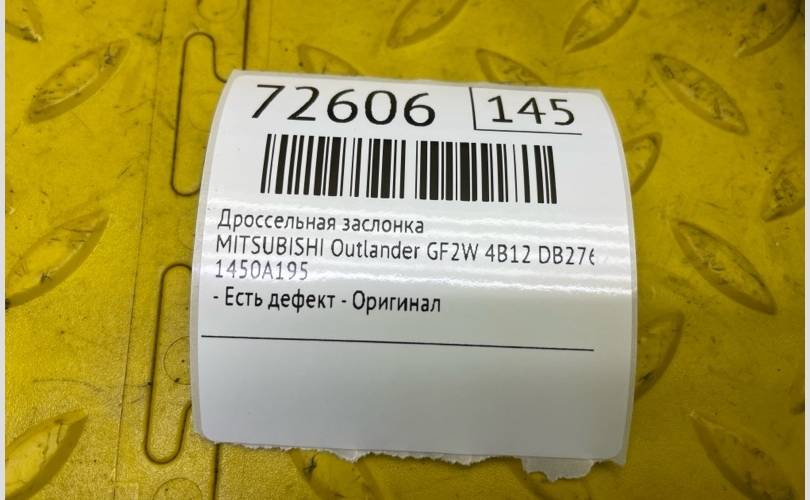 72606 145
Дроссельная заслонка
MITSUBISHI Outlander GF2W 4B12 DB276
1450A195
- Есть дефект - Оригинал